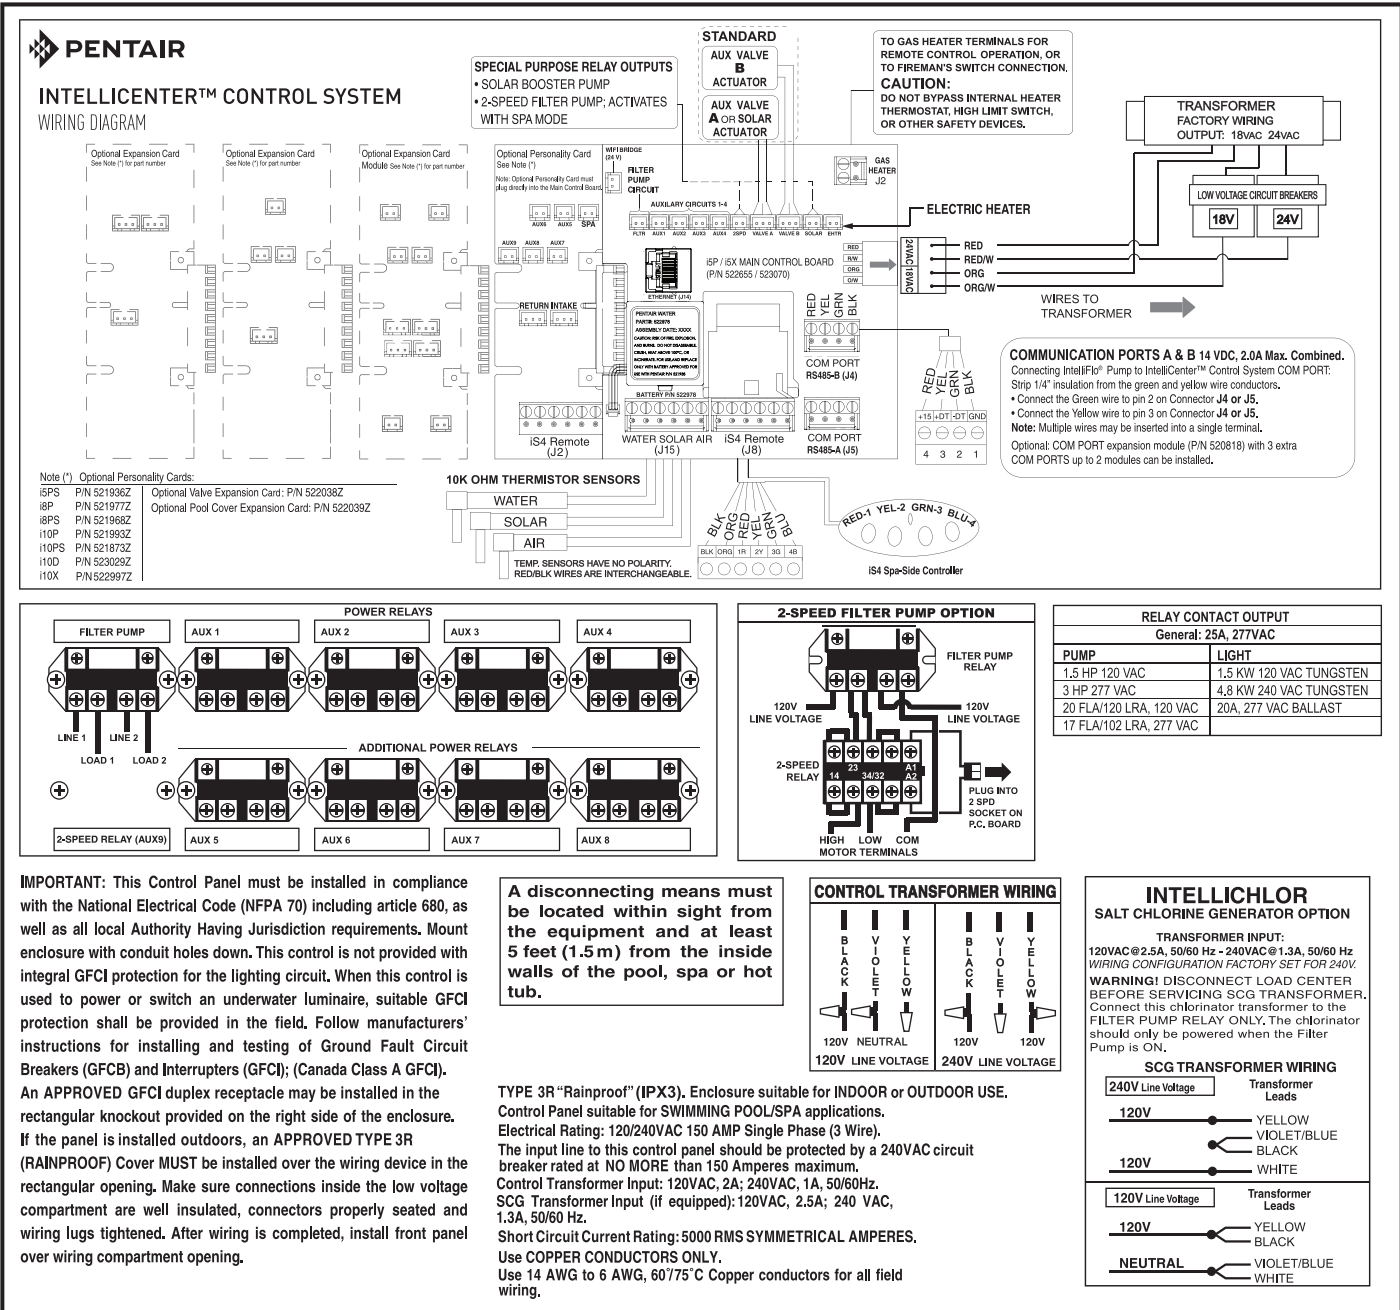 PENTAIR
INTELLICENTER™ CONTROL SYSTEM
WIRING DIAGRAM
SPECIAL PURPOSE RELAY OUTPUTS
• SOLAR BOOSTER PUMP
• 2-SPEED FILTER PUMP; ACTIVATES
WITH SPA MODE
STANDARD
AUX VALVE
B
ACTUATOR
AUX VALVE
A OR SOLAR
ACTUATOR
TO GAS HEATER TERMINALS FOR
REMOTE CONTROL OPERATION, OR
TO FIREMAN'S SWITCH CONNECTION.
CAUTION:
DO NOT BYPASS INTERNAL HEATER
THERMOSTAT, HIGH LIMIT SWITCH,
OR OTHER SAFETY DEVICES.
TRANSFORMER
FACTORY WIRING
OUTPUT: 18VAC 24VAC
LOW VOLTAGE CIRCUIT BREAKERS
18V
24V
Optional Expansion Card
See Note (*) for part number
Optional Expansion Card
See Note (*) for part number
Optional Expansion Card
Module See Note (*) for part number
Optional Personality Card
See Note (*)
Note: Optional Personality Card must
plug directly into the Main Control Board.
WIFI BRIDGE
(24 V)
FILTER
PUMP
CIRCUIT
GAS
HEATER
J2
AUXILARY CIRCUITS 1-4
AUX6 AUX5 SPA
FLTR AUX1 AUX2 AUX3 AUX4 2SPD VALVE A VALVE B SOLAR EHTR
ELECTRIC HEATER
AUX9 AUX8 AUX7
ETHERNET (J14)
i5P / i5X MAIN CONTROL BOARD
(P/N 522655 / 523070)
RED
R/W
ORG
O/W
24VAC
18VAC
RED
RED/W
ORG
ORG/W
WIRES TO
TRANSFORMER
RETURN INTAKE
PENTAIR WATER
PART#: 522978
ASSEMBLY DATE: XXXX
CAUTION: RISK OF FIRE, EXPLOSION,
AND BURNS. DO NOT DISASSEMBLE,
CRUSH, HEAT ABOVE 100°C, OR
INCINERATE. FOR USE AND REPLACE
ONLY WITH BATTERY APPROVED FOR
USE WITH PENTAIR P/N 521908
BATTERY P/N 522978
RED
YEL
GRN
BLK
COM PORT
RS485-B (J4)
COM PORT
RS485-A (J5)
iS4 Remote
(J2)
WATER SOLAR AIR
(J15)
iS4 Remote
(J8)
RED
YEL
GRN
BLK
+15 +DT -DT GND
4 3 2 1
COMMUNICATION PORTS A & B 14 VDC, 2.0A Max. Combined.
Connecting IntelliFlo® Pump to IntelliCenter™ Control System COM PORT:
Strip 1/4" insulation from the green and yellow wire conductors.
• Connect the Green wire to pin 2 on Connector J4 or J5.
• Connect the Yellow wire to pin 3 on Connector J4 or J5.
Note: Multiple wires may be inserted into a single terminal.
Optional: COM PORT expansion module (P/N 520818) with 3 extra
COM PORTS up to 2 modules can be installed.
Note (*) Optional Personality Cards:
i5PS P/N 521936Z Optional Valve Expansion Card: P/N 522038Z
i8P P/N 521977Z Optional Pool Cover Expansion Card: P/N 522039Z
i8PS P/N 521968Z
i10P P/N 521993Z
i10PS P/N 521873Z
i10D P/N 523029Z
i10X P/N 522997Z
10K OHM THERMISTOR SENSORS
WATER
SOLAR
AIR
TEMP. SENSORS HAVE NO POLARITY.
RED/BLK WIRES ARE INTERCHANGEABLE.
BLK
ORG
RED
YEL
GRN
BLU
BLK ORG 1R 2Y 3G 4B
RED-1 YEL-2 GRN-3 BLU-4
iS4 Spa-Side Controller
POWER RELAYS
FILTER PUMP
AUX 1
AUX 2
AUX 3
AUX 4
LINE 1 LINE 2
LOAD 1 LOAD 2
ADDITIONAL POWER RELAYS
2-SPEED RELAY (AUX9)
AUX 5
AUX 6
AUX 7
AUX 8
2-SPEED FILTER PUMP OPTION
FILTER PUMP
RELAY
120V
LINE VOLTAGE
120V
LINE VOLTAGE
2-SPEED
RELAY
14
23
34/32
A1
A2
PLUG INTO
2 SPD
SOCKET ON
P.C. BOARD
HIGH LOW COM
MOTOR TERMINALS
RELAY CONTACT OUTPUT
General: 25A, 277VAC
PUMP LIGHT
1.5 HP 120 VAC 1.5 KW 120 VAC TUNGSTEN
3 HP 277 VAC 4.8 KW 240 VAC TUNGSTEN
20 FLA/120 LRA, 120 VAC 20A, 277 VAC BALLAST
17 FLA/102 LRA, 277 VAC
IMPORTANT: This Control Panel must be installed in compliance
with the National Electrical Code (NFPA 70) including article 680, as
well as all local Authority Having Jurisdiction requirements. Mount
enclosure with conduit holes down. This control is not provided with
integral GFCI protection for the lighting circuit. When this control is
used to power or switch an underwater luminaire, suitable GFCI
protection shall be provided in the field. Follow manufacturers'
instructions for installing and testing of Ground Fault Circuit
Breakers (GFCB) and Interrupters (GFCI); (Canada Class A GFCI).
An APPROVED GFCI duplex receptacle may be installed in the
rectangular knockout provided on the right side of the enclosure.
If the panel is installed outdoors, an APPROVED TYPE 3R
(RAINPROOF) Cover MUST be installed over the wiring device in the
rectangular opening. Make sure connections inside the low voltage
compartment are well insulated, connectors properly seated and
wiring lugs tightened. After wiring is completed, install front panel
over wiring compartment opening.
A disconnecting means must
be located within sight from
the equipment and at least
5 feet (1.5 m) from the inside
walls of the pool, spa or hot
tub.
CONTROL TRANSFORMER WIRING
BLACK
VIOLET
YELLOW
120V NEUTRAL
120V LINE VOLTAGE
BLACK
VIOLET
YELLOW
120V 120V
240V LINE VOLTAGE
TYPE 3R "Rainproof" (IPX3). Enclosure suitable for INDOOR or OUTDOOR USE.
Control Panel suitable for SWIMMING POOL/SPA applications.
Electrical Rating: 120/240VAC 150 AMP Single Phase (3 Wire).
The input line to this control panel should be protected by a 240VAC circuit
breaker rated at NO MORE than 150 Amperes maximum.
Control Transformer Input: 120VAC, 2A; 240VAC, 1A, 50/60Hz.
SCG Transformer Input (if equipped): 120VAC, 2.5A; 240 VAC,
1.3A, 50/60 Hz.
Short Circuit Current Rating: 5000 RMS SYMMETRICAL AMPERES.
Use COPPER CONDUCTORS ONLY.
Use 14 AWG to 6 AWG, 60°/75°C Copper conductors for all field
wiring.
INTELLICHLOR
SALT CHLORINE GENERATOR OPTION
TRANSFORMER INPUT:
120VAC@2.5A, 50/60 Hz - 240VAC@1.3A, 50/60 Hz
WIRING CONFIGURATION FACTORY SET FOR 240V.
WARNING! DISCONNECT LOAD CENTER
BEFORE SERVICING SCG TRANSFORMER.
Connect this chlorinator transformer to the
FILTER PUMP RELAY ONLY. The chlorinator
should only be powered when the Filter
Pump is ON.
SCG TRANSFORMER WIRING
240V Line Voltage
Transformer
Leads
120V
YELLOW
VIOLET/BLUE
BLACK
120V
WHITE
120V Line Voltage
Transformer
Leads
120V
YELLOW
BLACK
NEUTRAL
VIOLET/BLUE
WHITE